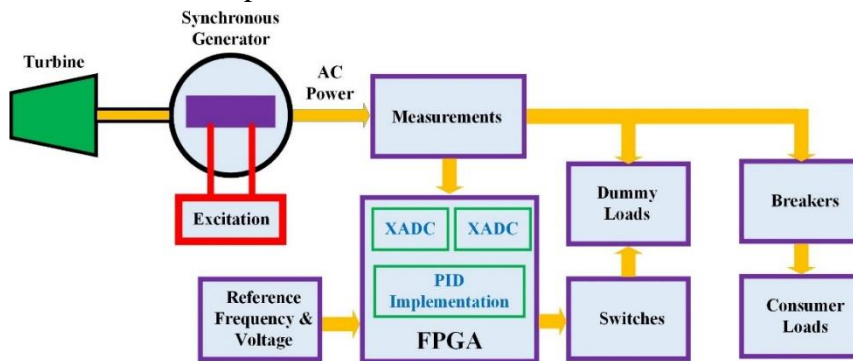 Synchronous
Generator
Turbine
AC
Power
Measurements
Excitation
XADC
XADC
PID
Implementation
FPGA
Reference
Frequency &
Voltage
Dummy
Loads
Switches
Breakers
Consumer
Loads